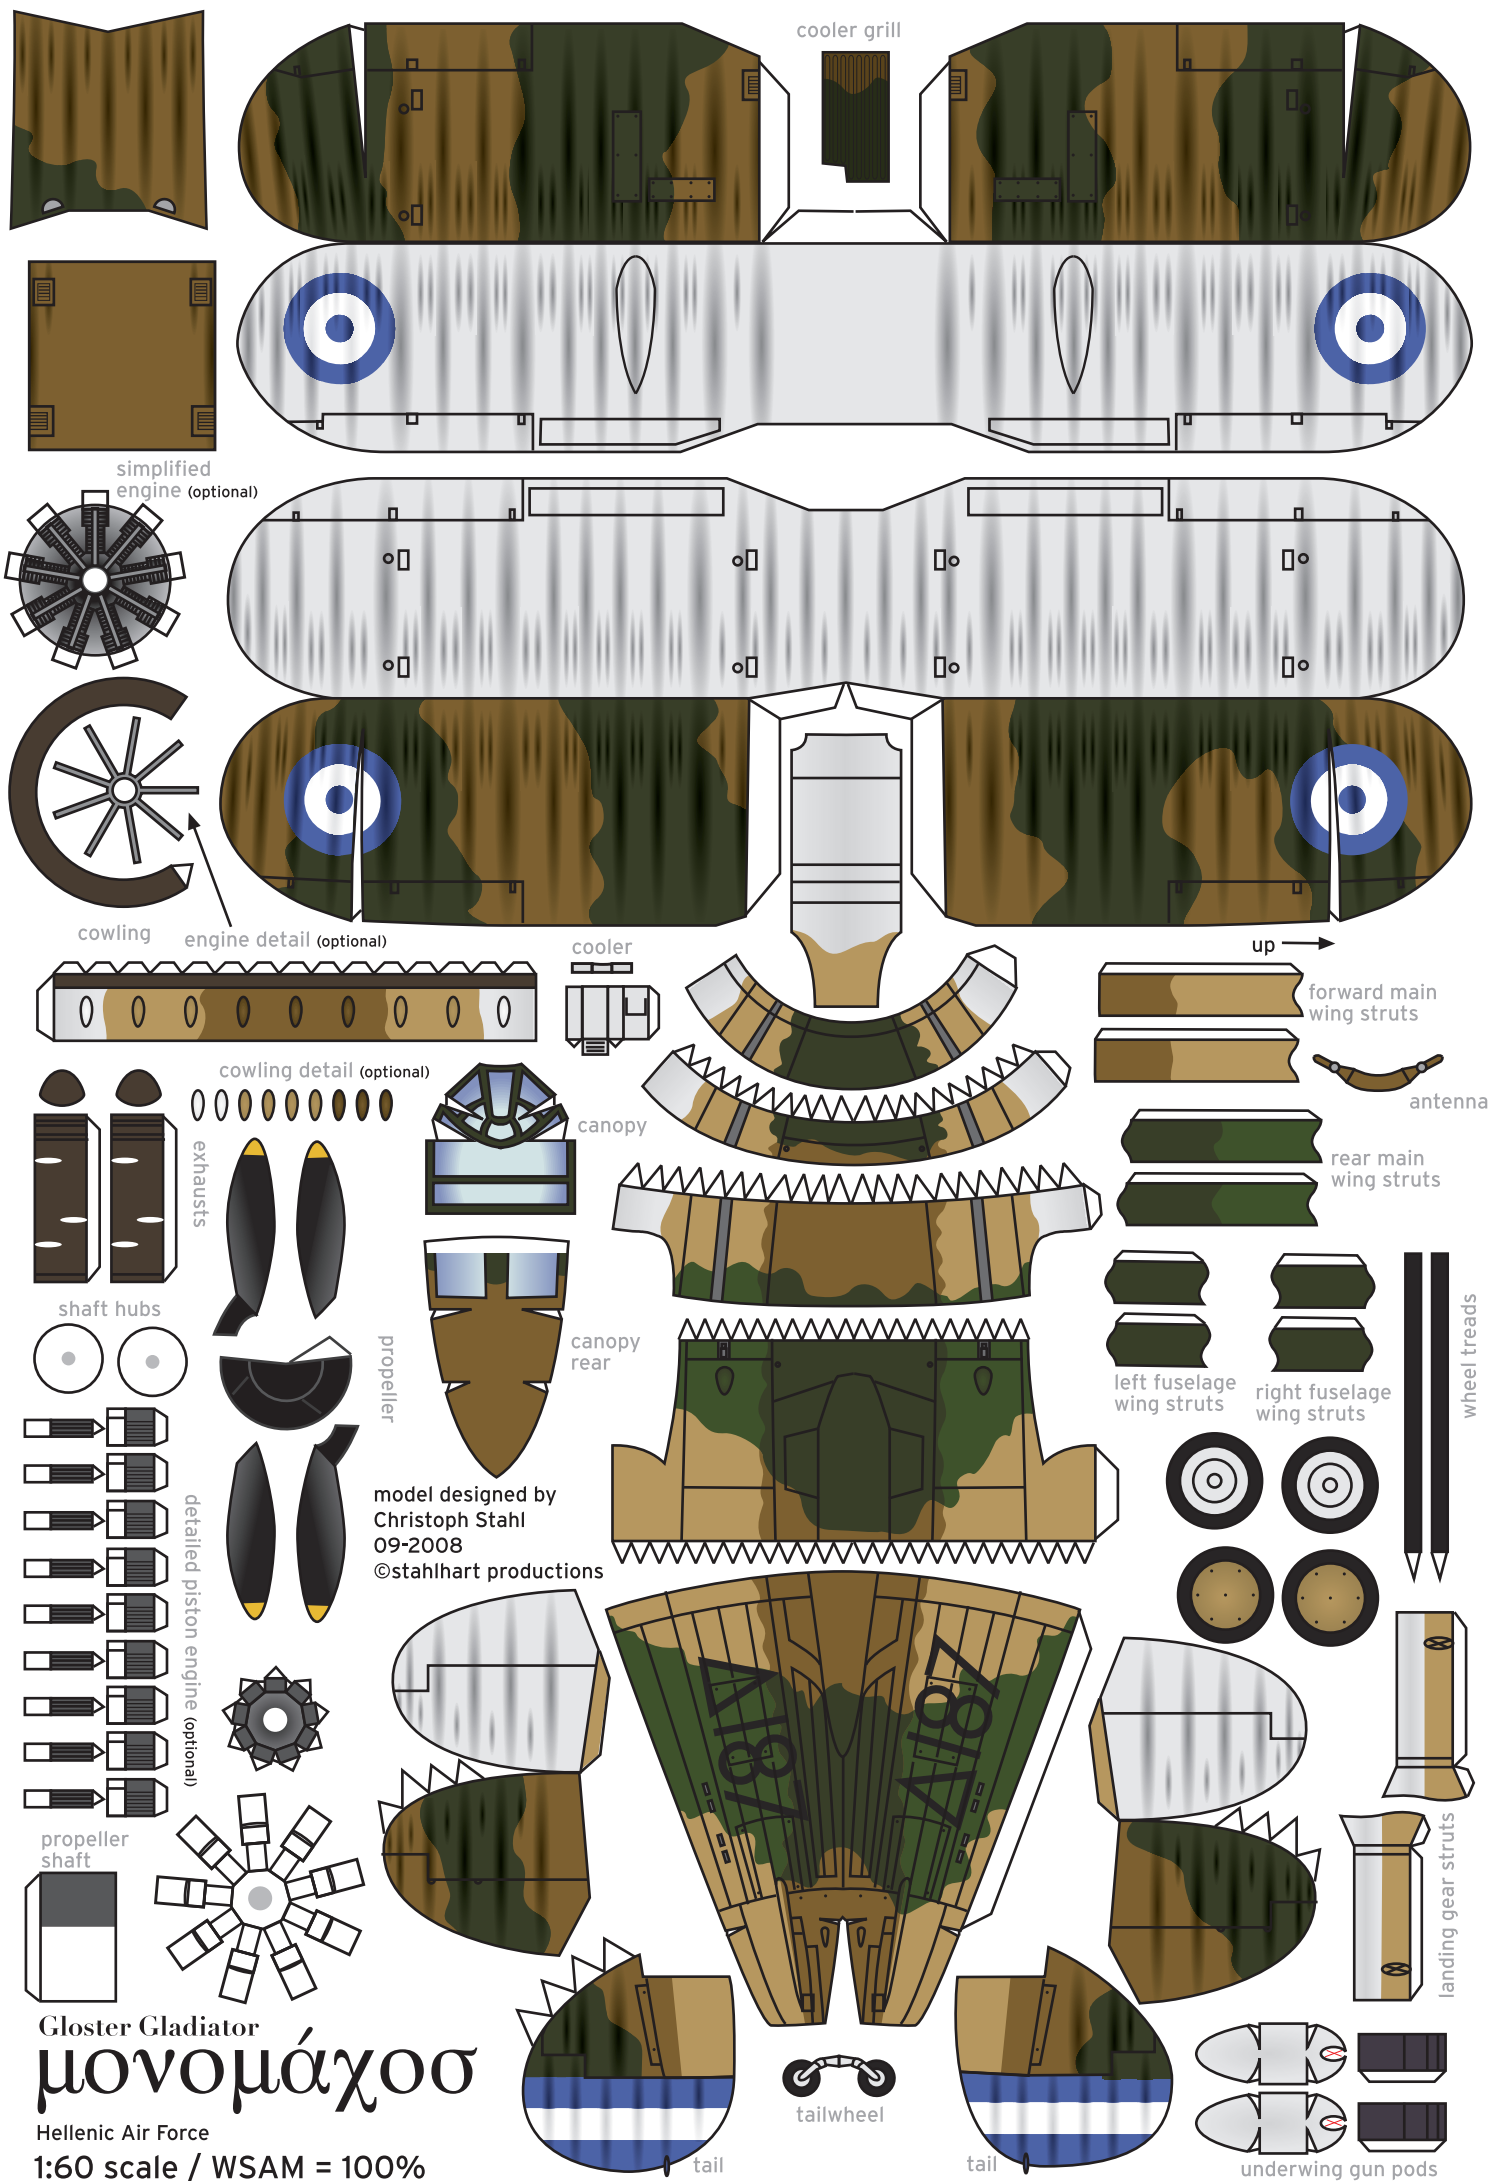 cooler grill
simplified
engine (optional)
cowling
engine detail (optional)
cooler
up
forward main
wing struts
antenna
cowling detail (optional)
canopy
exhausts
rear main
wing struts
shaft hubs
propeller
canopy
rear
left fuselage
wing struts
right fuselage
wing struts
wheel treads
model designed by
Christoph Stahl
09-2008
©stahlhart productions
detailed piston engine (optional)
Δ1187
Δ1187
propeller
shaft
landing gear struts
Gloster Gladiator
μονομάχοσ
Hellenic Air Force
1:60 scale / WSAM = 100%
tailwheel
tail
tail
underwing gun pods